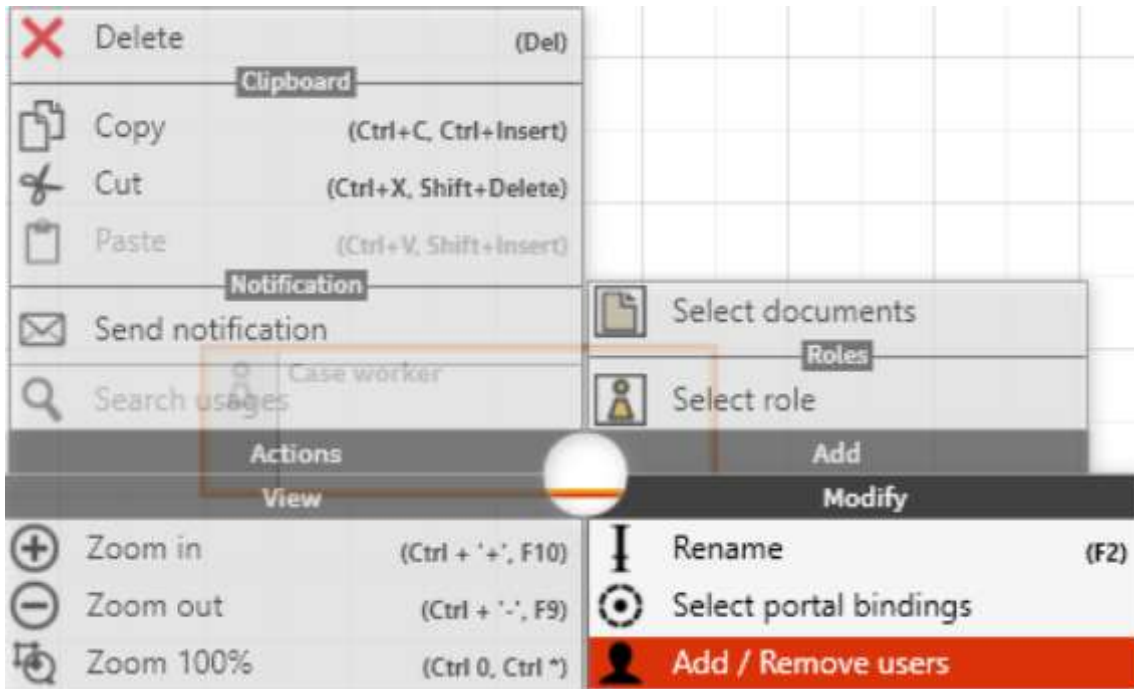 Delete (Del)
Clipboard
Copy (Ctrl+C, Ctrl+Insert)
Cut (Ctrl+X, Shift+Delete)
Paste (Ctrl+V, Shift+Insert)
Notification
Send notification
Search usages
Case worker
Actions
Select documents
Roles
Select role
Add
View
Zoom in (Ctrl + '+', F10)
Zoom out (Ctrl + '-', F9)
Zoom 100% (Ctrl 0, Ctrl *)
Modify
Rename (F2)
Select portal bindings
Add / Remove users